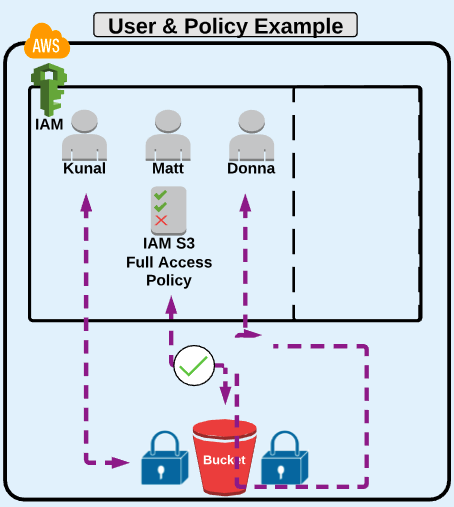 User & Policy Example
AWS
IAM
Kunal
Matt
Donna
IAM S3
Full Access
Policy
Bucket